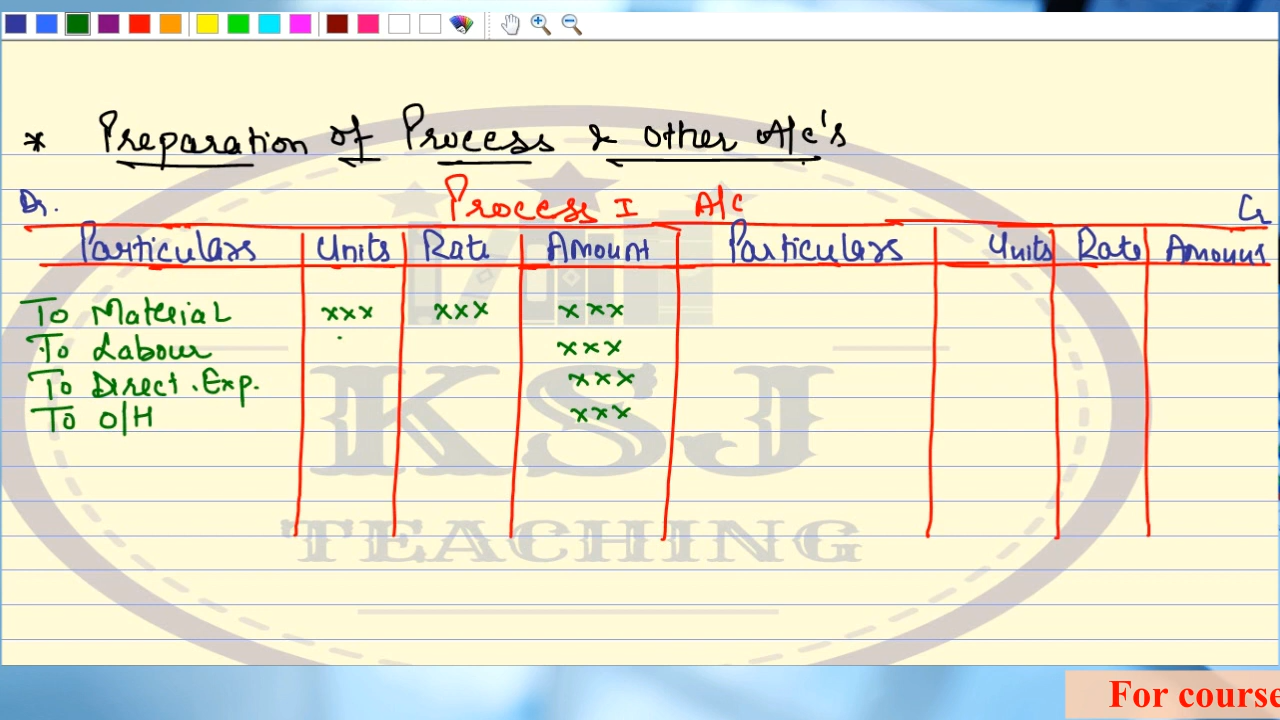 * Preparation of Process & Other A/c's
Dr. Process I A/c Cr
Particulars Units Rate Amount Particulars Units Rate Amount
To Material xxx xxx xxx
To Labour xxx
To Direct. Exp. xxx
To O/H xxx
KSJ
TEACHING
For course